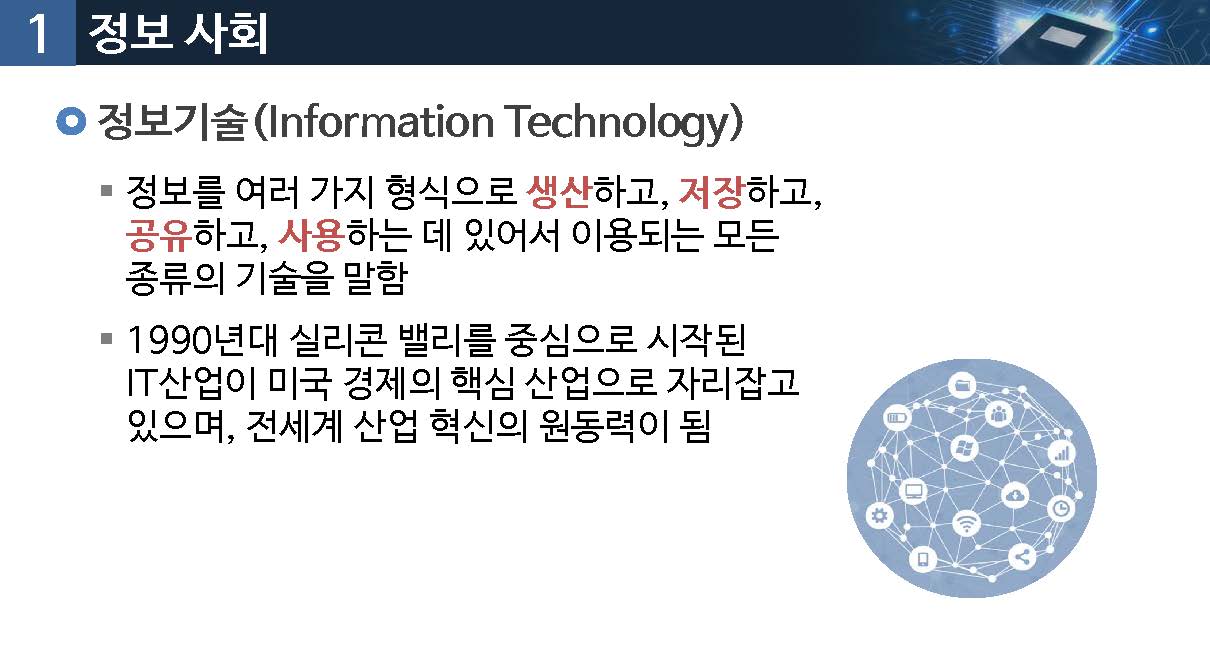 1 정보 사회
정보기술(Information Technology)
정보를 여러 가지 형식으로 생산하고, 저장하고,
공유하고, 사용하는 데 있어서 이용되는 모든
종류의 기술을 말함
1990년대 실리콘 밸리를 중심으로 시작된
IT산업이 미국 경제의 핵심 산업으로 자리잡고
있으며, 전세계 산업 혁신의 원동력이 됨